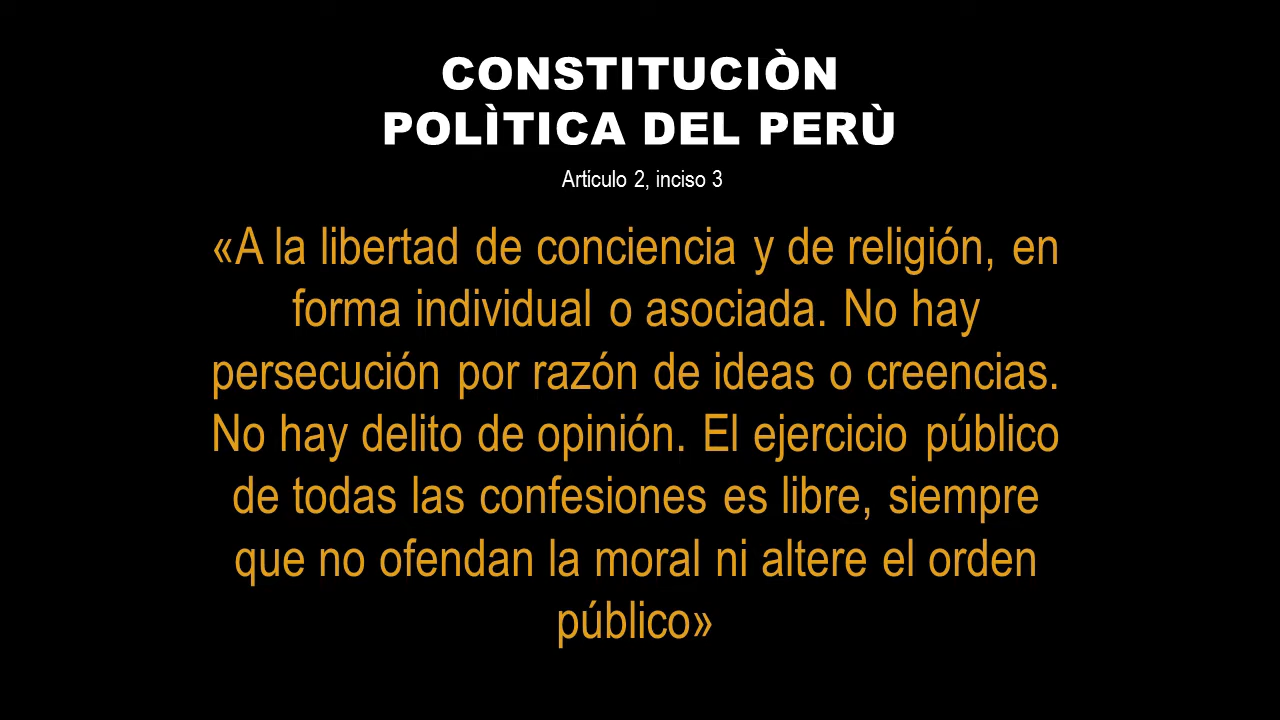 CONSTITUCIÒN
POLÌTICA DEL PERÙ
Artículo 2, inciso 3
«A la libertad de conciencia y de religión, en
forma individual o asociada. No hay
persecución por razón de ideas o creencias.
No hay delito de opinión. El ejercicio público
de todas las confesiones es libre, siempre
que no ofendan la moral ni altere el orden
público»